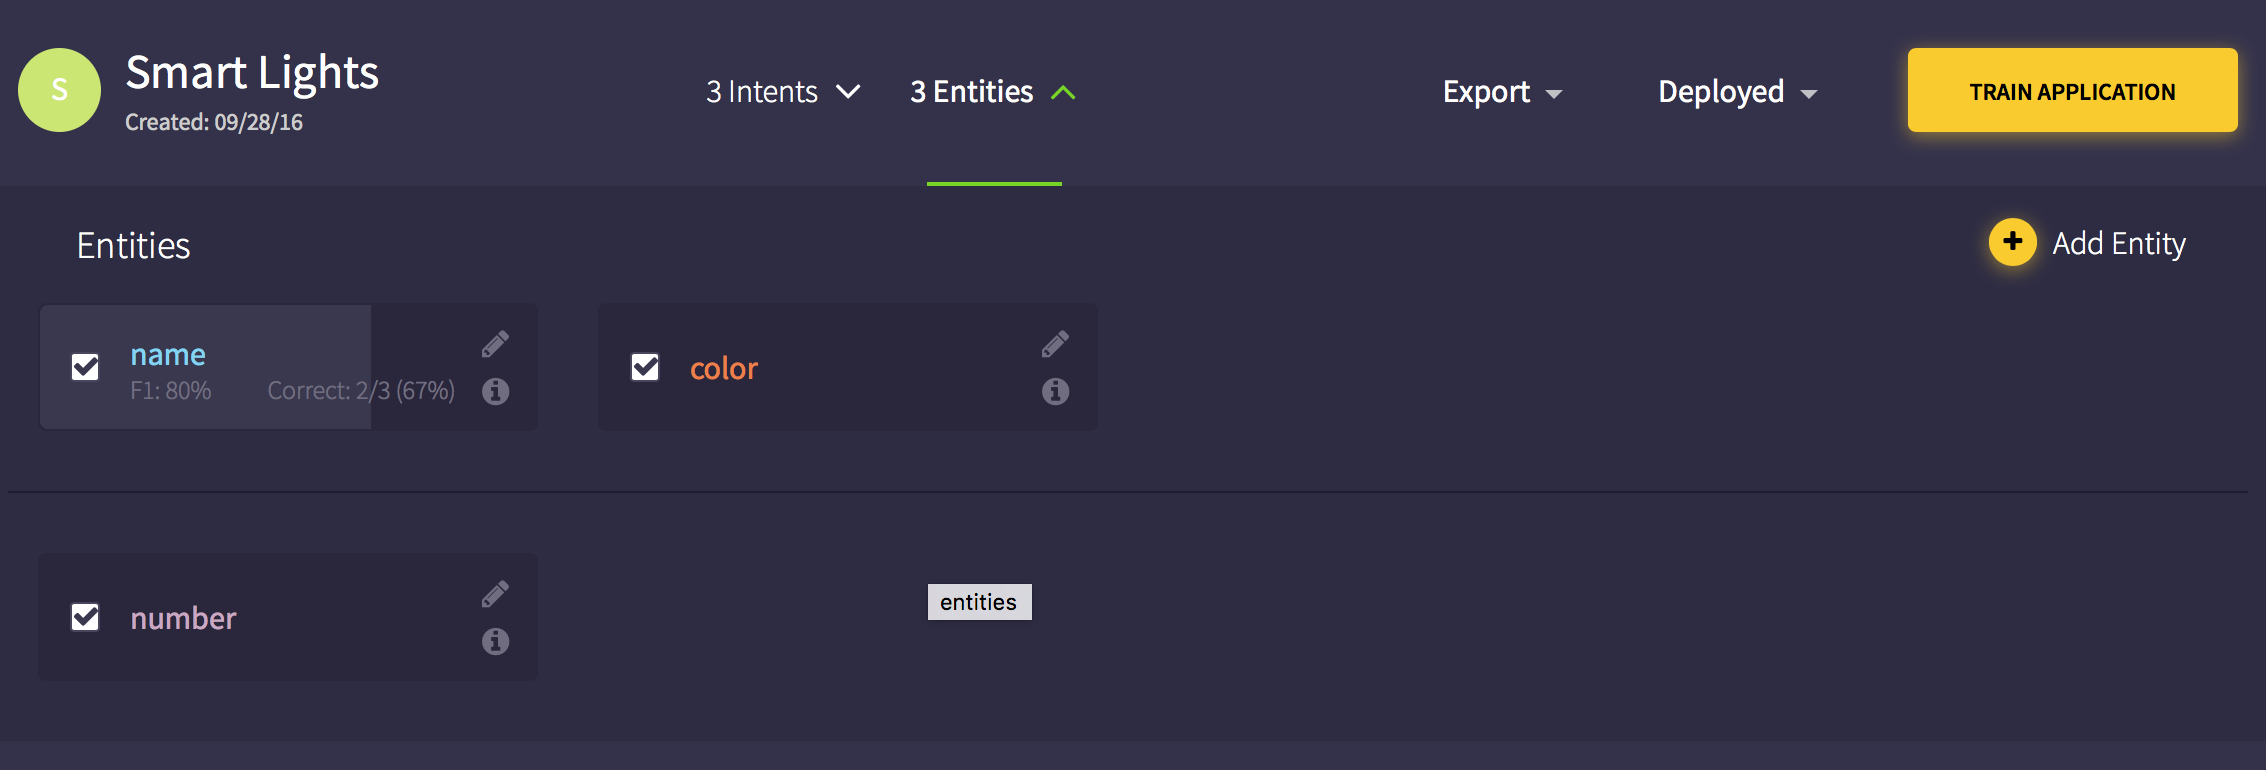 S
Smart Lights
Created: 09/28/16
3 Intents
3 Entities
Export
Deployed
TRAIN APPLICATION
Entities
Add Entity
name
F1: 80% Correct: 2/3 (67%)
color
number
entities